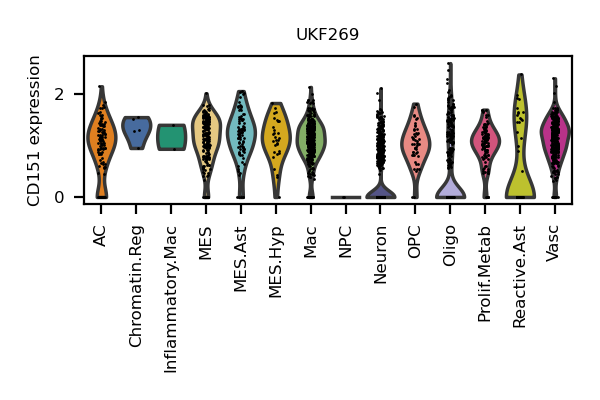 UKF269
CD151 expression
2
0
AC
Chromatin.Reg
Inflammatory.Mac
MES
MES.Ast
MES.Hyp
Mac
NPC
Neuron
OPC
Oligo
Prolif.Metab
Reactive.Ast
Vasc